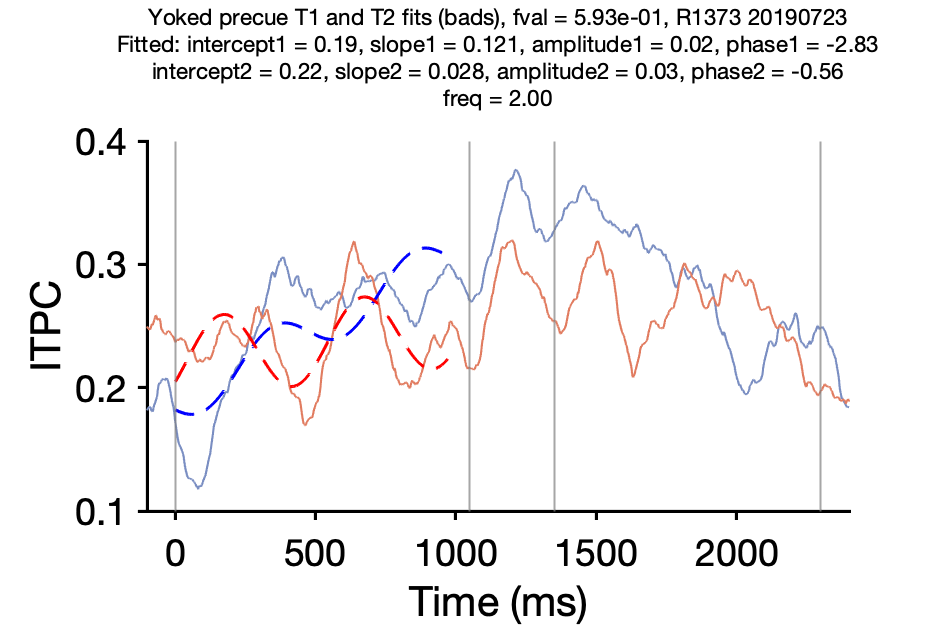 Yoked precue T1 and T2 fits (bads), fval = 5.93e-01, R1373 20190723
Fitted: intercept1 = 0.19, slope1 = 0.121, amplitude1 = 0.02, phase1 = -2.83
intercept2 = 0.22, slope2 = 0.028, amplitude2 = 0.03, phase2 = -0.56
freq = 2.00
0.4
0.3
0.2
0.1
ITPC
0 500 1000 1500 2000
Time (ms)